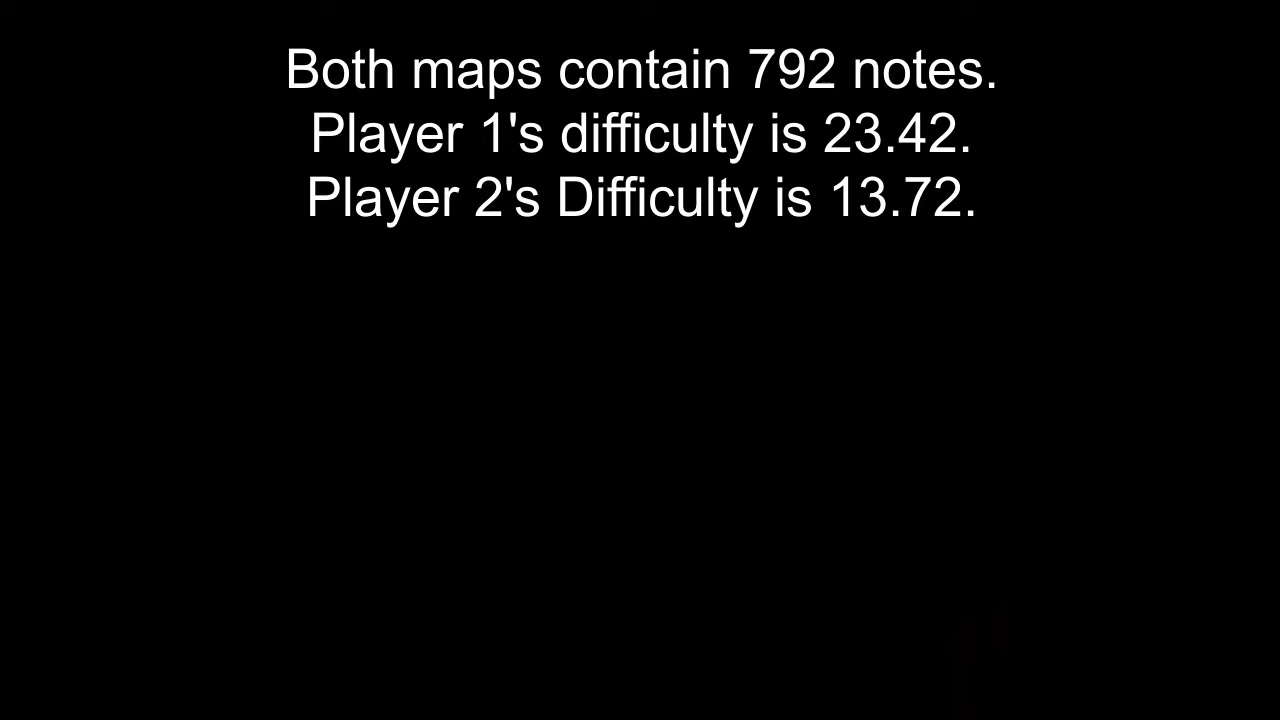 Both maps contain 792 notes.
Player 1's difficulty is 23.42.
Player 2's Difficulty is 13.72.